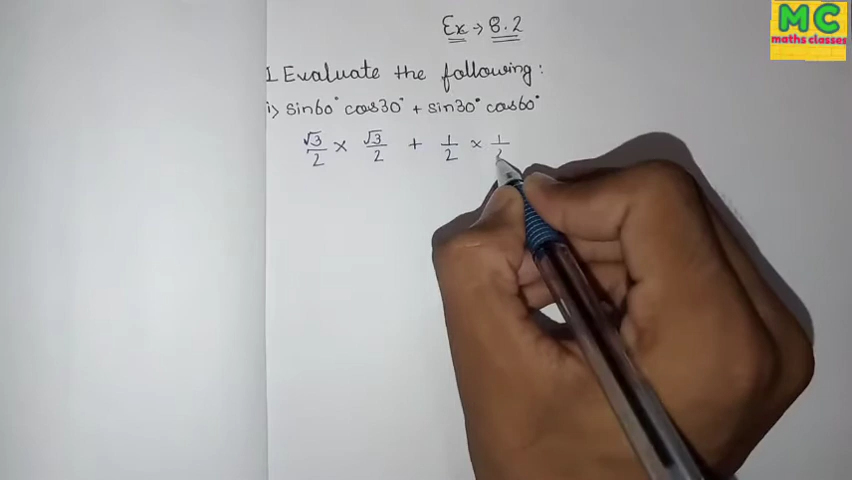 MC
maths classes
Ex → 8.2
1 Evaluate the following:
i) sin60° cos30° + sin30° cos60°
√3/2 × √3/2 + 1/2 × 1/2